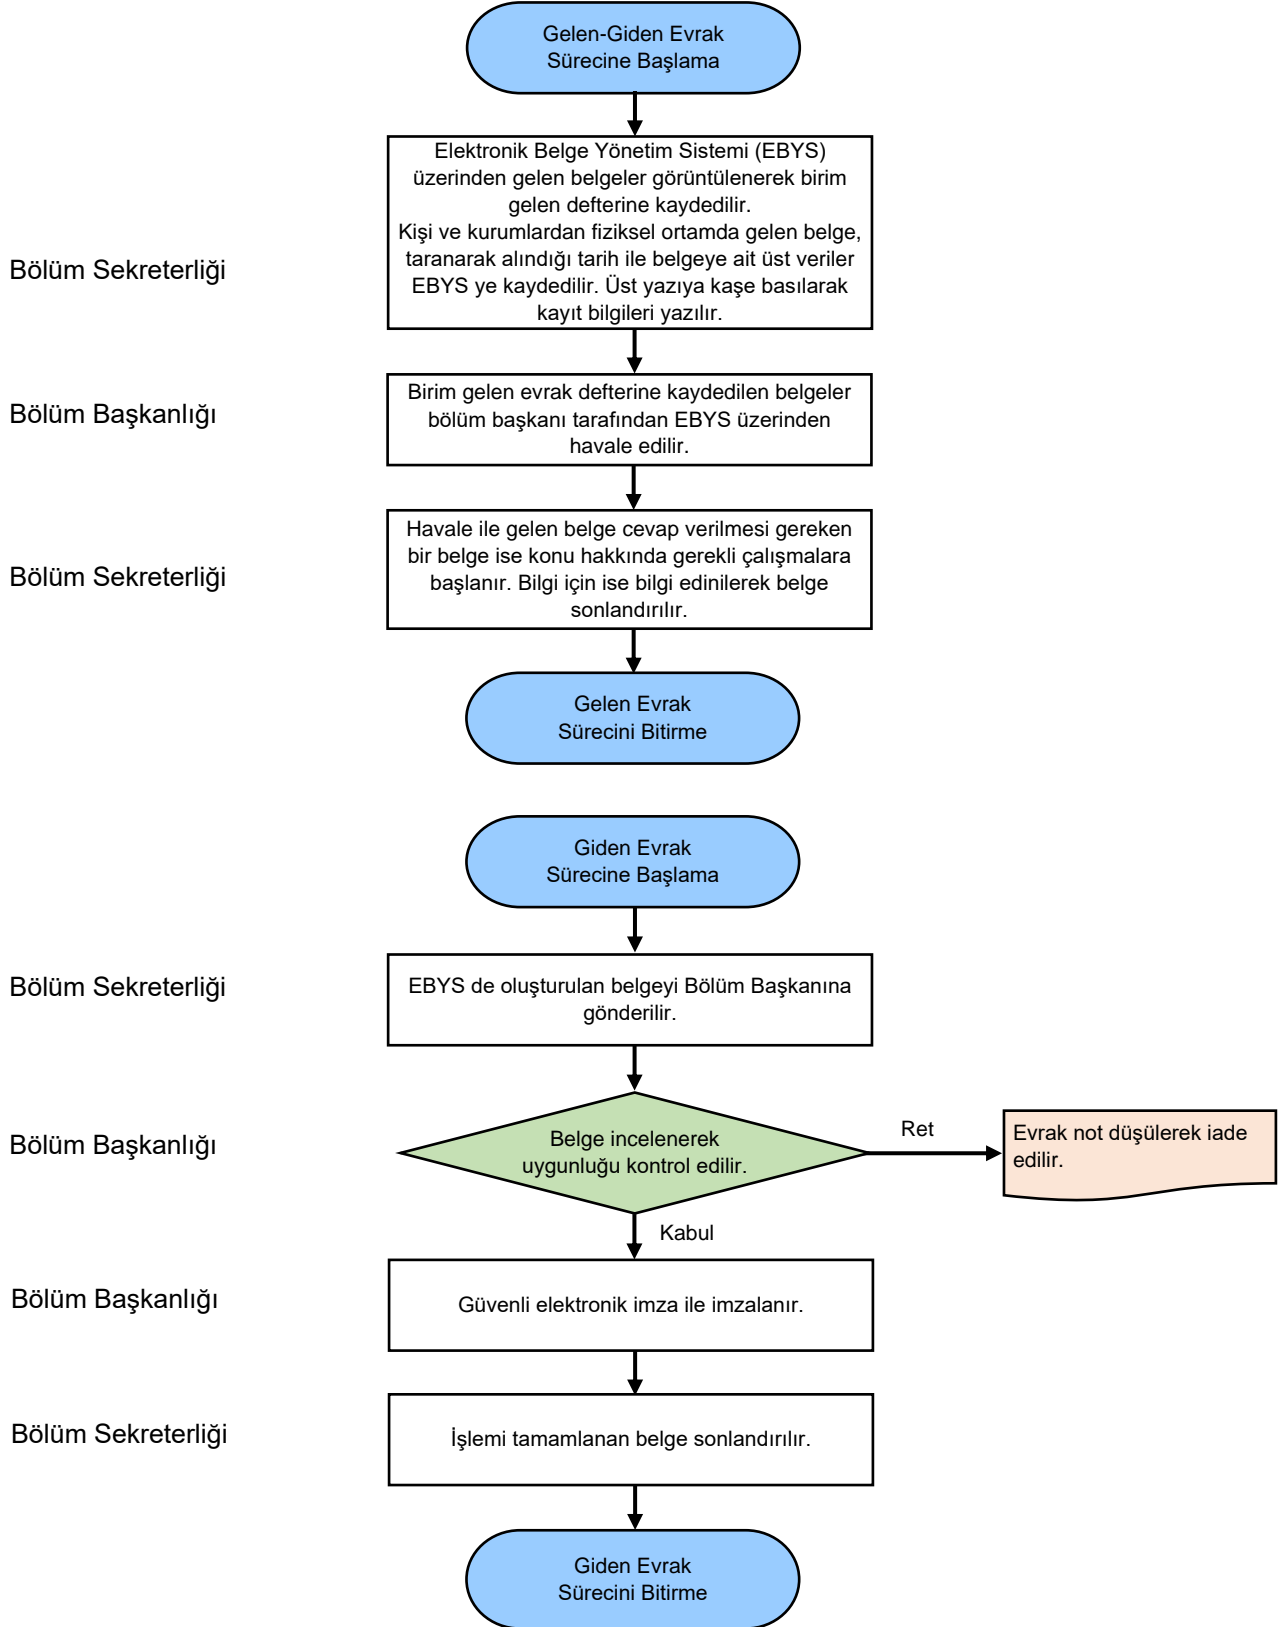 Gelen-Giden Evrak
Sürecine Başlama
Elektronik Belge Yönetim Sistemi (EBYS)
üzerinden gelen belgeler görüntülenerek birim
gelen defterine kaydedilir.
Kişi ve kurumlardan fiziksel ortamda gelen belge,
taranarak alındığı tarih ile belgeye ait üst veriler
EBYS ye kaydedilir. Üst yazıya kaşe basılarak
kayıt bilgileri yazılır.
Bölüm Sekreterliği
Birim gelen evrak defterine kaydedilen belgeler
bölüm başkanı tarafından EBYS üzerinden
havale edilir.
Bölüm Başkanlığı
Havale ile gelen belge cevap verilmesi gereken
bir belge ise konu hakkında gerekli çalışmalara
başlanır. Bilgi için ise bilgi edinilerek belge
sonlandırılır.
Bölüm Sekreterliği
Gelen Evrak
Sürecini Bitirme
Giden Evrak
Sürecine Başlama
Bölüm Sekreterliği
EBYS de oluşturulan belgeyi Bölüm Başkanına
gönderilir.
Bölüm Başkanlığı
Belge incelenerek
uygunluğu kontrol edilir.
Ret
Evrak not düşülerek iade
edilir.
Kabul
Bölüm Başkanlığı
Güvenli elektronik imza ile imzalanır.
Bölüm Sekreterliği
İşlemi tamamlanan belge sonlandırılır.
Giden Evrak
Sürecini Bitirme